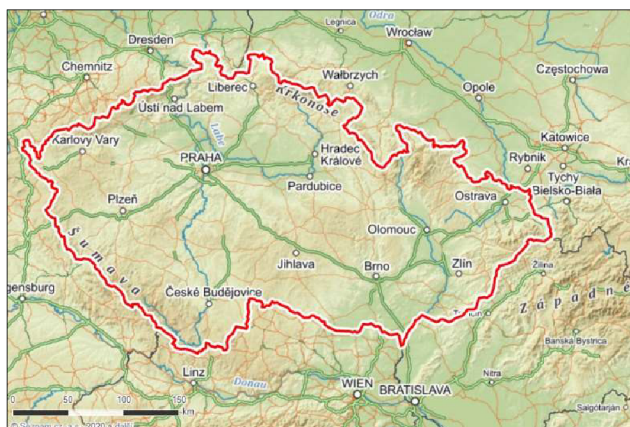 Legnica
Odra
Wrocław
Dresden
Chemnitz
Liberec
Wałbrzych
Opole
Częstochowa
Krkonoše
Ústí nad Labem
Labe
Karlovy Vary
PRAHA
Hradec
Králové
Pardubice
Katowice
Rybnik
Tychy
Bielsko-Biała
Ostrava
Plzeň
Olomouc
Šumava
Jihlava
Brno
Zlín
Žilina
České Budějovice
Západné
Banská Bystrica
Linz
Donau
WIEN
BRATISLAVA
Nitra
Salgótarján
0 50 100 150
km